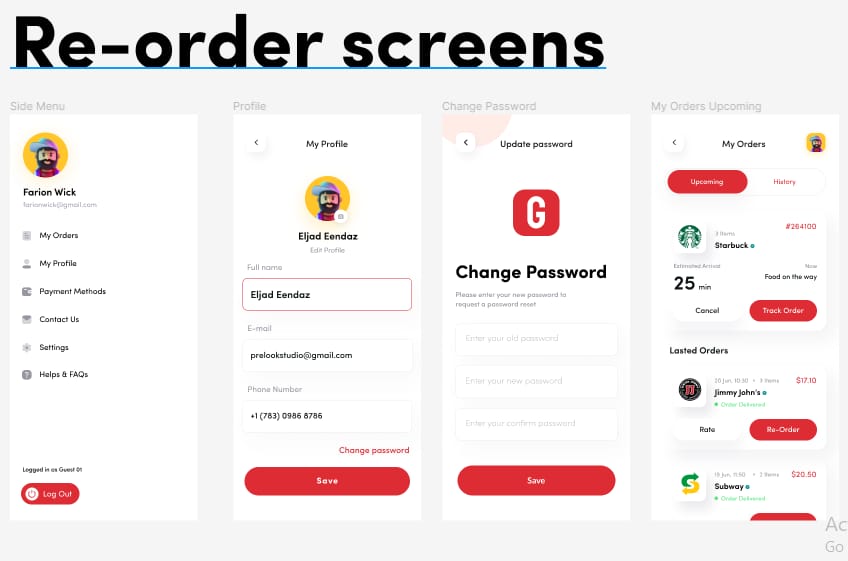 Re-order screens
Side Menu
Farion Wick
farionwick@gmail.com
My Orders
My Profile
Payment Methods
Contact Us
Settings
Helps & FAQs
Logged in as Guest 01
Log Out
Profile
My Profile
Eljad Eendaz
Edit Profile
Full name
Eljad Eendaz
E-mail
prelookstudio@gmail.com
Phone Number
+1 (783) 0986 8786
Change password
Save
Change Password
Update password
G
Change Password
Please enter your new password to
request a password reset
Enter your old password
Enter your new password
Enter your confirm password
Save
My Orders Upcoming
My Orders
Upcoming
History
3 Items
#264100
Starbuck
Estimated Arrival
Now
25 min
Food on the way
Cancel
Track Order
Lasted Orders
20 Jun, 10:30 • 3 Items
$17.10
Jimmy John's
Order Delivered
Rate
Re-Order
19 Jun, 11:50 • 2 Items
$20.50
Subway
Order Delivered
Ac
Go